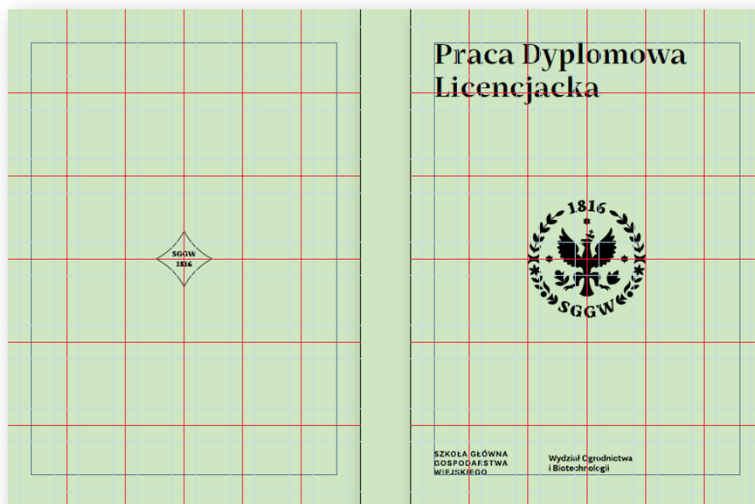 SGGW
1816
Praca Dyplomowa
Licencjacka
1816
SGGW
SZKOŁA GŁÓWNA
GOSPODARSTWA
WIEJSKIEGO
Wydział Ogrodnictwa
i Biotechnologii